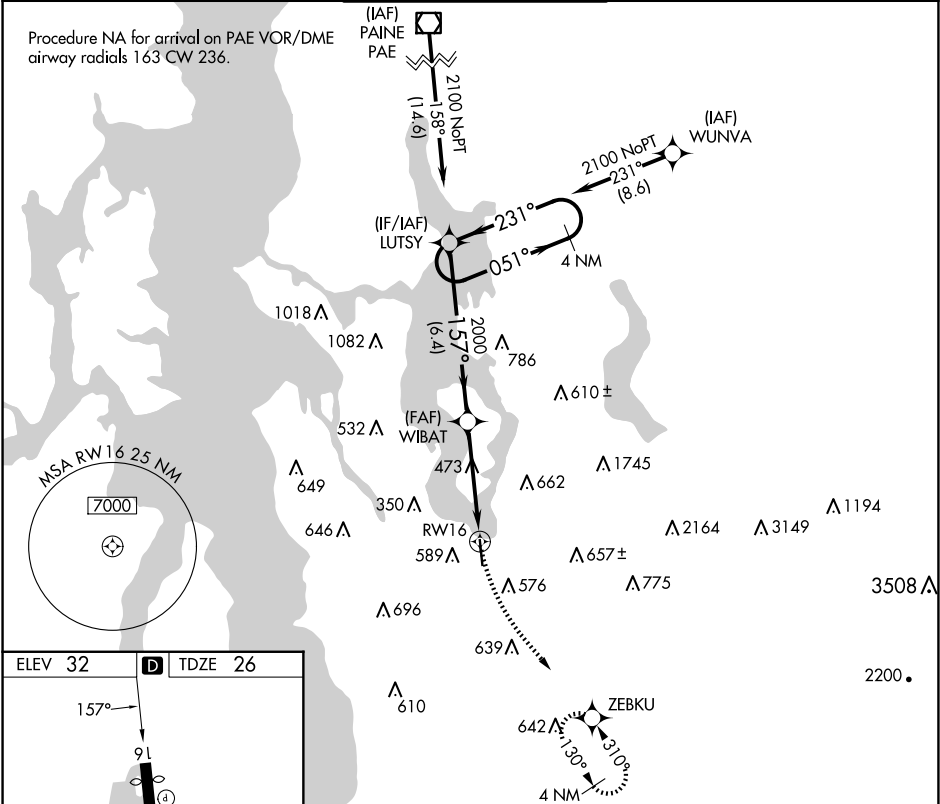 Procedure NA for arrival on PAE VOR/DME
airway radials 163 CW 236.
(IAF)
PAINE
PAE
2100 NoPT
158°
(14.6)
(IAF)
WUNVA
2100 NoPT
231°
(8.6)
(IF/IAF)
LUTSY
231°
051°
4 NM
1018
1082
2000
157°
(6.4)
786
610 ±
(FAF)
WIBAT
532
473
649
662
1745
MSA RW16 25 NM
7000
350
646
RW16
589
657±
2164
3149
1194
576
775
3508
696
639
610
2200
ELEV 32
D
TDZE 26
157°
16
P
642
ZEBKU
130°
310°
4 NM